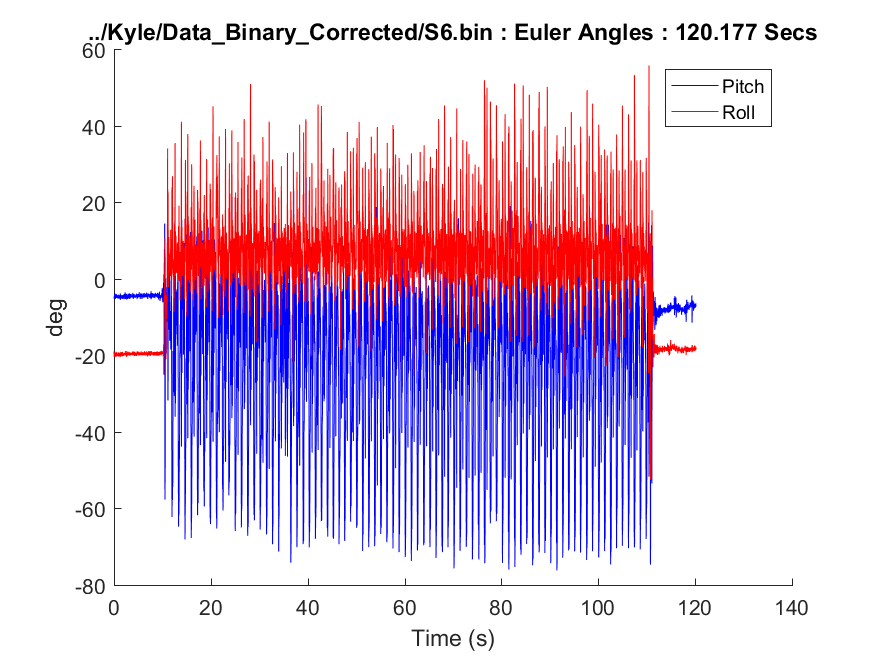 ../Kyle/Data_Binary_Corrected/S6.bin : Euler Angles : 120.177 Secs
60
40
20
0
-20
-40
-60
-80
deg
Pitch
Roll
0 20 40 60 80 100 120 140
Time (s)